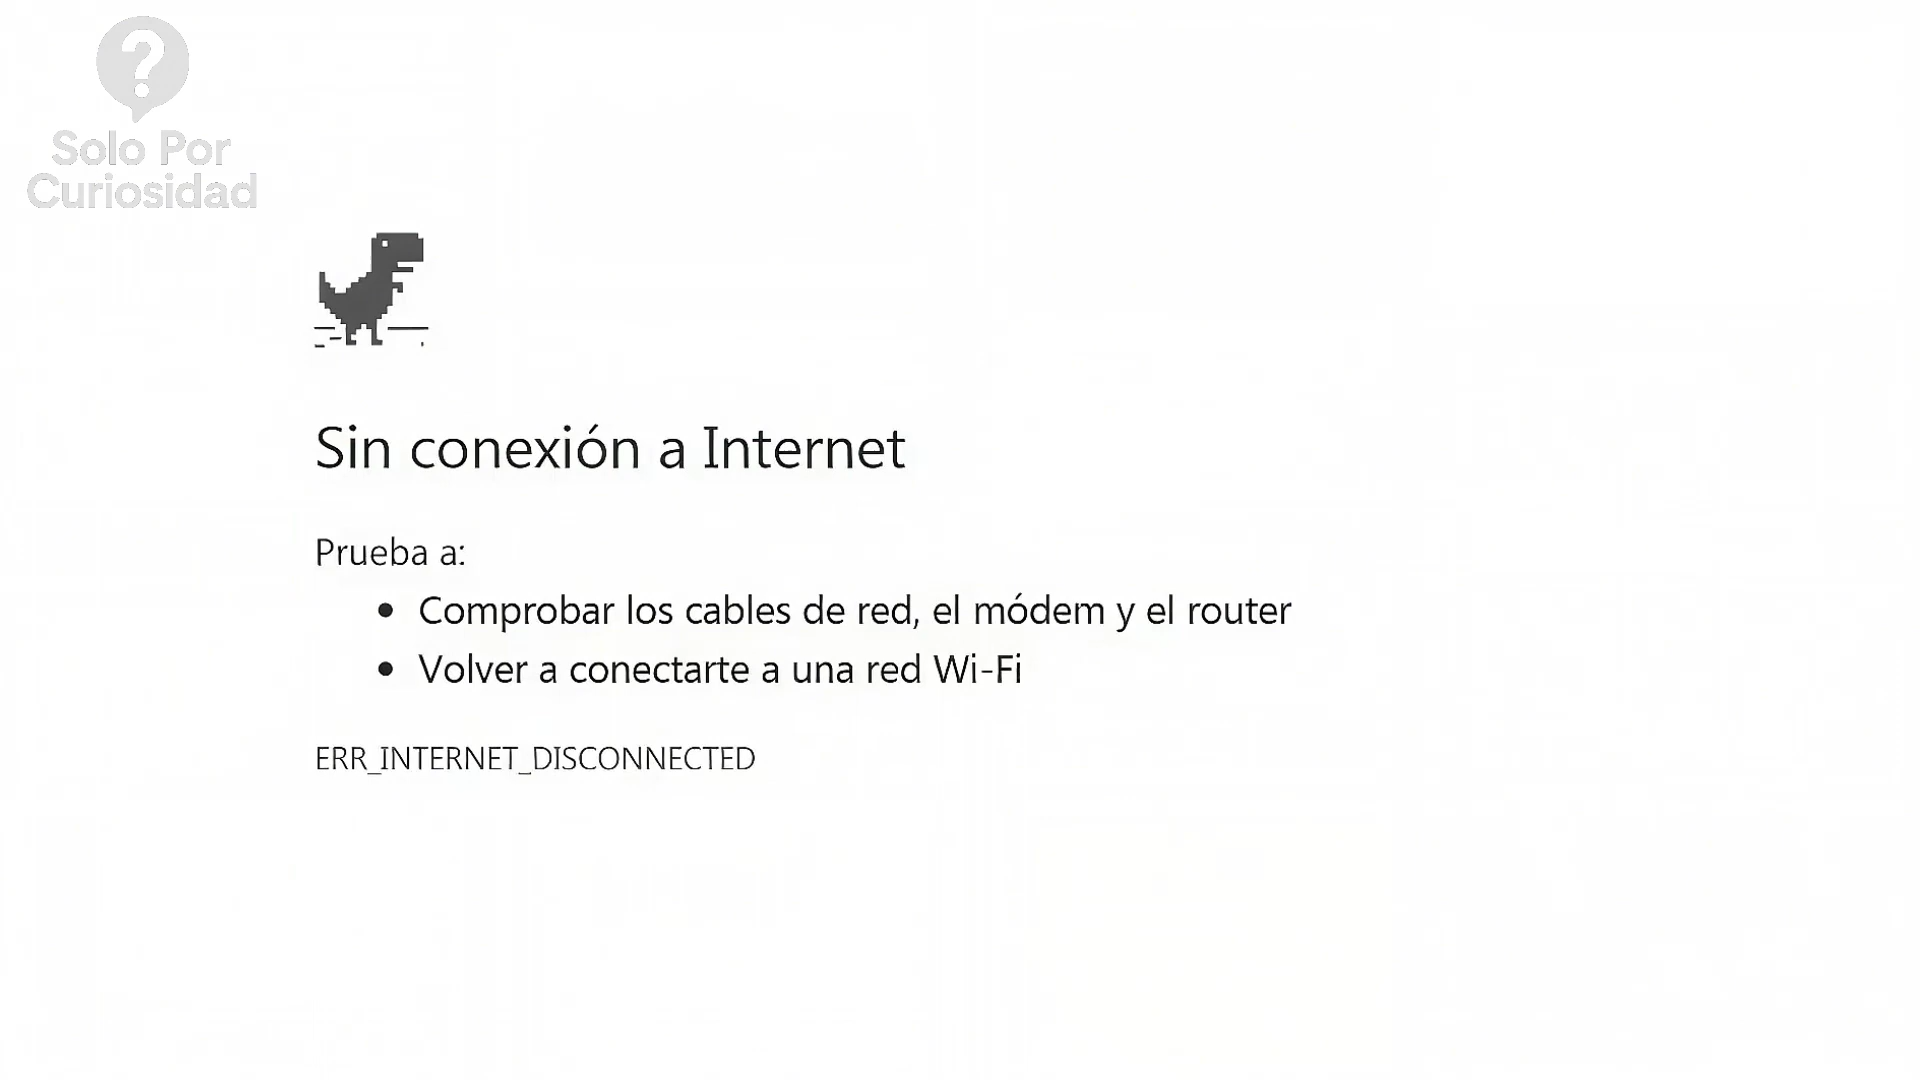 ?
Solo Por
Curiosidad
Sin conexión a Internet
Prueba a:
• Comprobar los cables de red, el módem y el router
• Volver a conectarte a una red Wi-Fi
ERR_INTERNET_DISCONNECTED